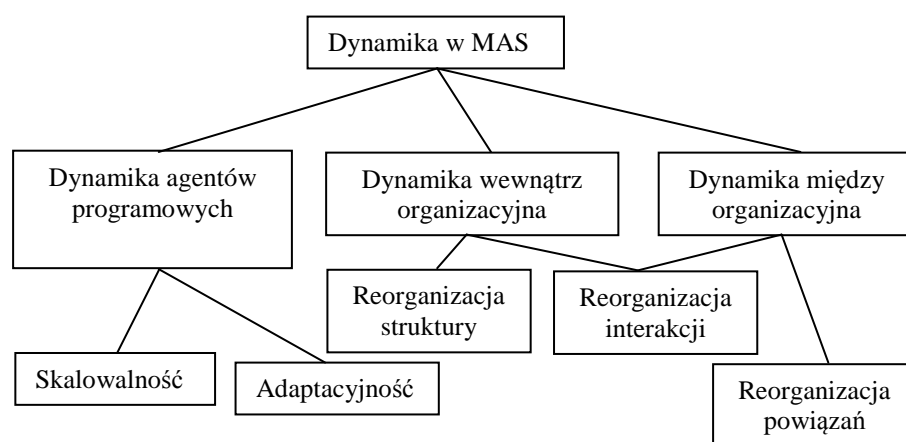 Dynamika w MAS
Dynamika agentów
programowych
Dynamika wewnątrz
organizacyjna
Dynamika między
organizacyjna
Reorganizacja
struktury
Reorganizacja
interakcji
Skalowalność
Adaptacyjność
Reorganizacja
powiązań